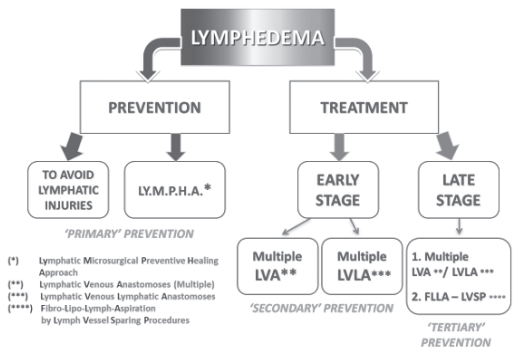 LYMPHEDEMA
PREVENTION
TREATMENT
TO AVOID
LYMPHATIC
INJURIES
LY.M.P.H.A.*
EARLY
STAGE
LATE
STAGE
'PRIMARY' PREVENTION
Multiple
LVA**
Multiple
LVLA***
1. Multiple
LVA **/ LVLA ***
2. FLLA – LVSP ****
'SECONDARY' PREVENTION
'TERTIARY'
PREVENTION
(*) Lymphatic Microsurgical Preventive Healing
Approach
(**) Lymphatic Venous Anastomoses (Multiple)
(***) Lymphatic Venous Lymphatic Anastomoses
(****) Fibro-Lipo-Lymph-Aspiration
by Lymph Vessel Sparing Procedures